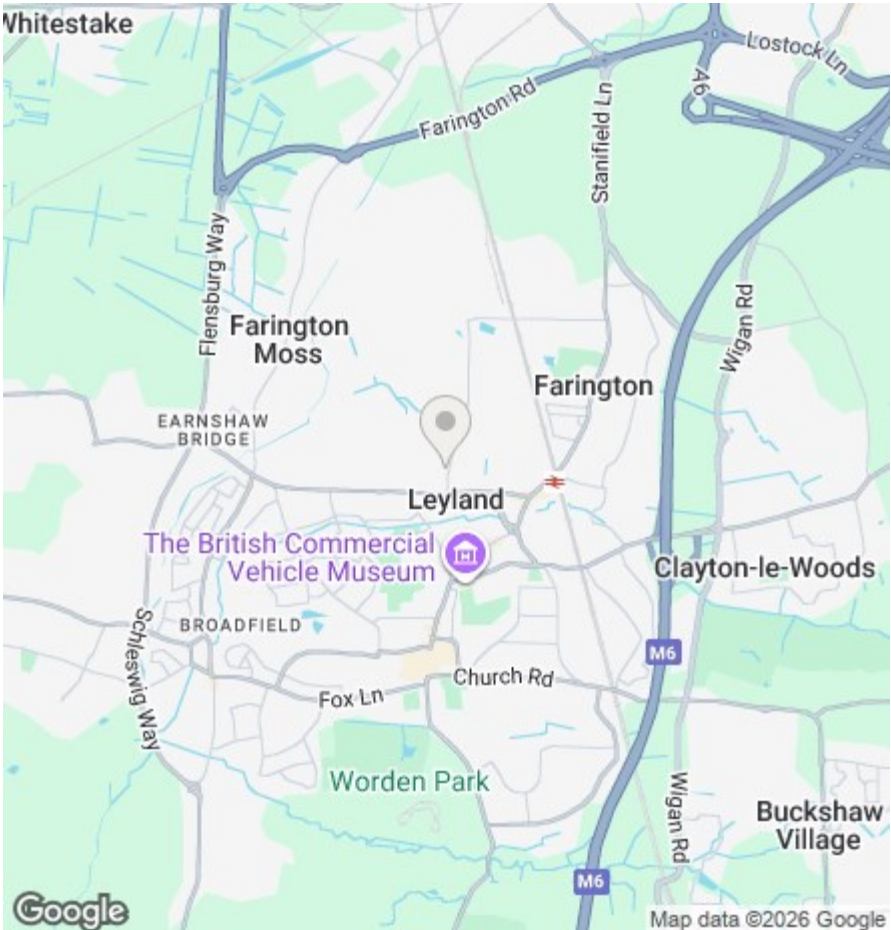 Whitestake
Lostock Ln
A6
Farington Rd
Stanifield Ln
Flensburg Way
Wigan Rd
Farington
Moss
Farington
EARNSHAW
BRIDGE
Leyland
The British Commercial
Vehicle Museum
Clayton-le-Woods
BROADFIELD
Schleswig Way
M6
Church Rd
Fox Ln
Worden Park
Wigan Rd
Buckshaw
Village
M6
Google
Map data ©2026 Google